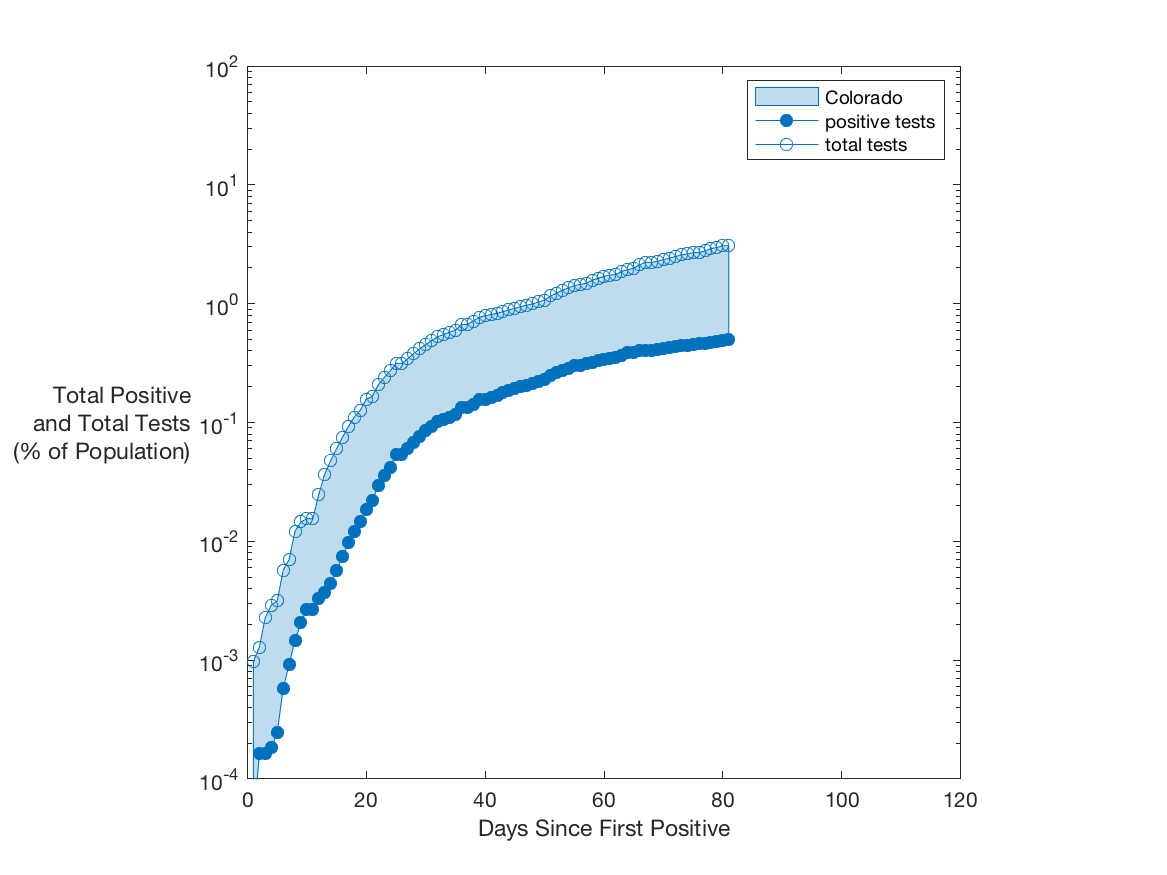 10^2
10^1
10^0
10^-1
10^-2
10^-3
10^-4
Total Positive
and Total Tests
(% of Population)
Colorado
positive tests
total tests
0 20 40 60 80 100 120
Days Since First Positive